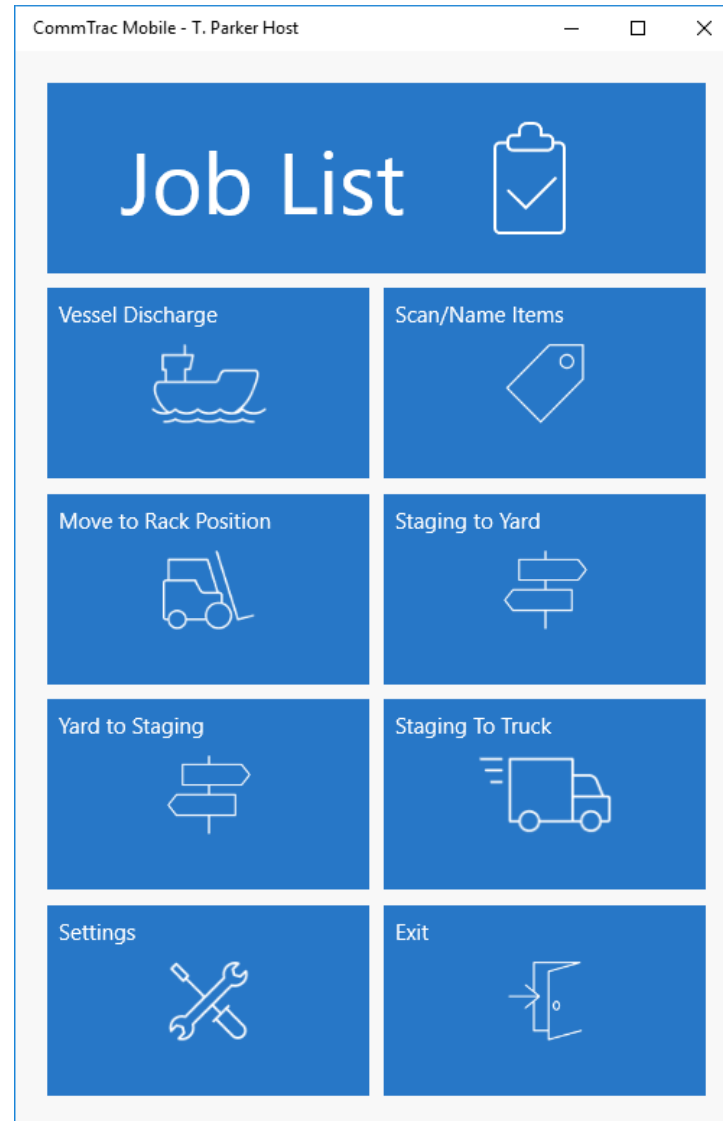 CommTrac Mobile - T. Parker Host
Job List
Vessel Discharge
Scan/Name Items
Move to Rack Position
Staging to Yard
Yard to Staging
Staging To Truck
Settings
Exit